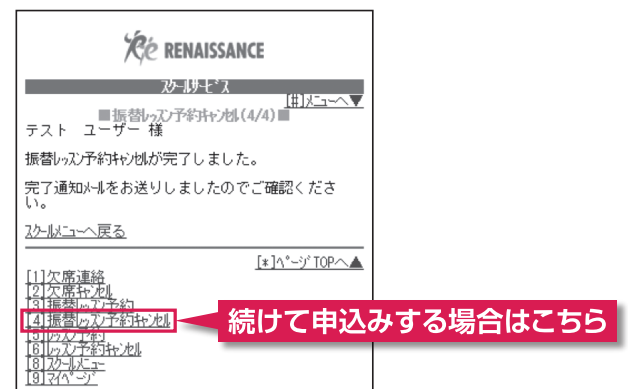 Ré RENAISSANCE
スクールサービス
[#]メニューへ▼
■振替レッスン予約キャンセル(4/4)■
テスト ユーザー 様
振替レッスン予約キャンセルが完了しました。
完了通知メールをお送りしましたのでご確認くださ
い。
スクールメニューへ戻る
[*]ページTOPへ▲
[1]欠席連絡
[2]欠席キャンセル
[3]振替レッスン予約
[4]振替レッスン予約キャンセル
続けて申込みする場合はこちら
[5]レッスン予約
[6]レッスン予約キャンセル
[8]スクールメニュー
[9]マイページ